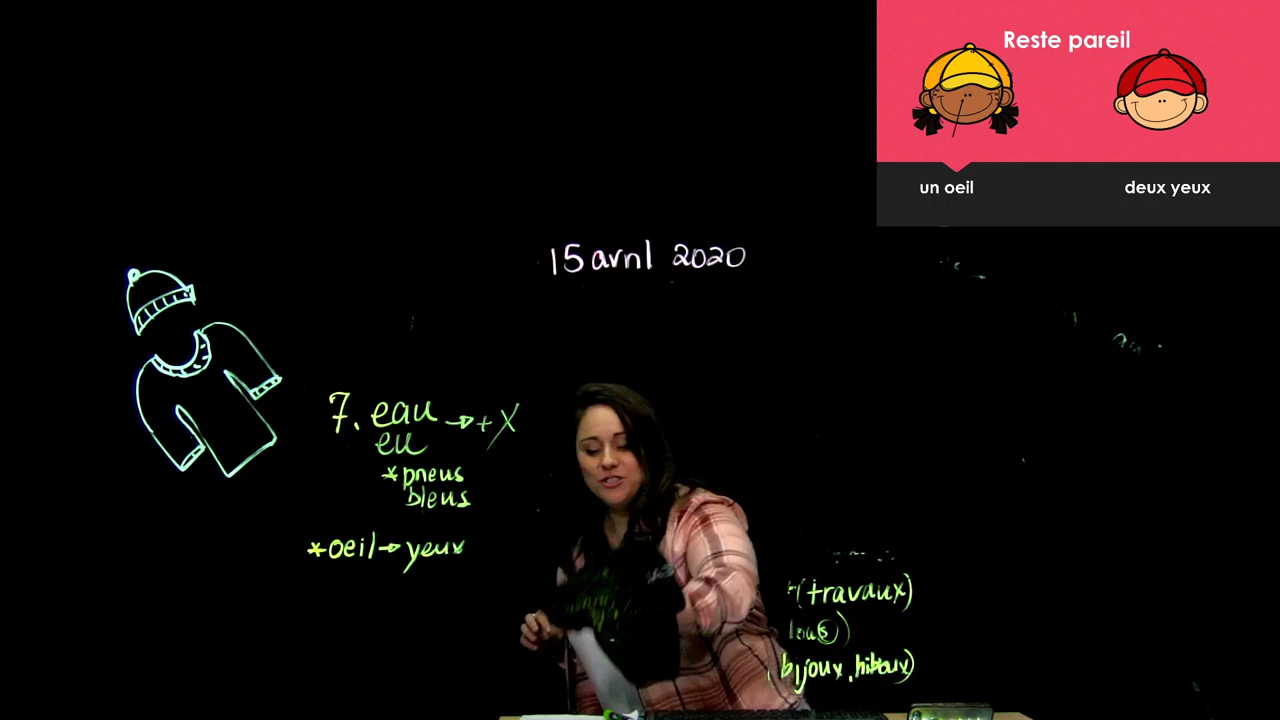 Reste pareil
un oeil
deux yeux
15 avril 2020
7. eau → + X
eu
*pneus
bleus
*oeil → yeux
(travaux)
bijoux, hiboux)